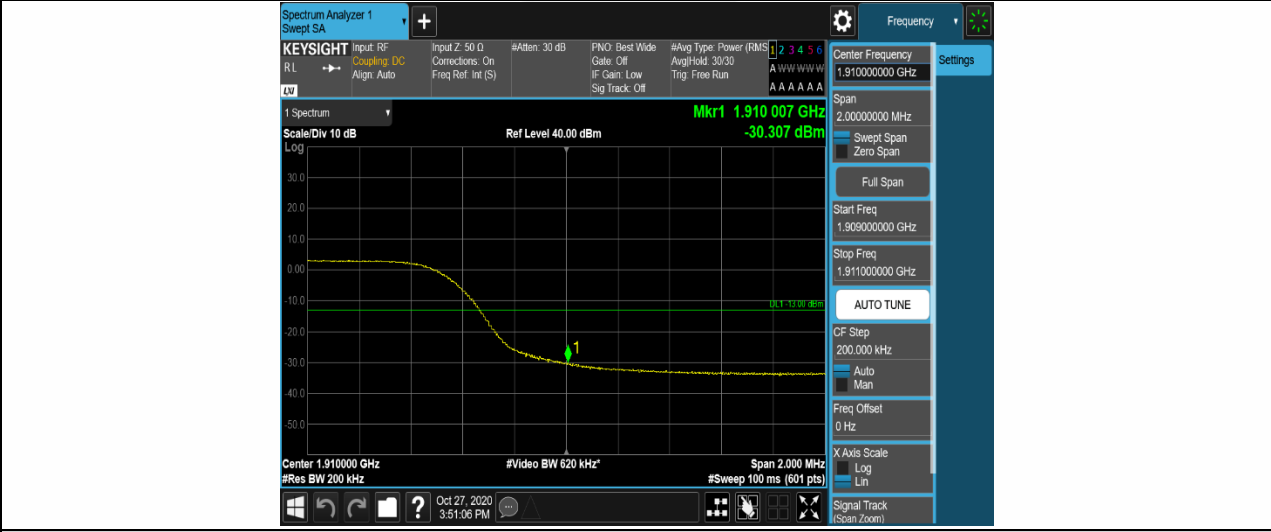 Spectrum Analyzer 1
Swept SA
+
Frequency
KEYSIGHT
RL
LXI
Input: RF
Coupling: DC
Align: Auto
Input Z: 50 Ω
Corrections: On
Freq Ref: Int (S)
#Atten: 30 dB
PNO: Best Wide
Gate: Off
IF Gain: Low
Sig Track: Off
#Avg Type: Power (RMS
Avg|Hold: 30/30
Trig: Free Run
1 2 3 4 5 6
A W W W W W
A A A A A A
1 Spectrum
Mkr1 1.910 007 GHz
Scale/Div 10 dB
Ref Level 40.00 dBm
-30.307 dBm
Log
30.0
20.0
10.0
0.00
-10.0
DL1 -13.00 dBm
-20.0
1
-30.0
-40.0
-50.0
Center 1.910000 GHz
#Video BW 620 kHz*
Span 2.000 MHz
#Res BW 200 kHz
#Sweep 100 ms (601 pts)
?
Oct 27, 2020
3:51:06 PM
Center Frequency
1.910000000 GHz
Settings
Span
2.00000000 MHz
Swept Span
Zero Span
Full Span
Start Freq
1.909000000 GHz
Stop Freq
1.911000000 GHz
AUTO TUNE
CF Step
200.000 kHz
Auto
Man
Freq Offset
0 Hz
X Axis Scale
Log
Lin
Signal Track
(Span Zoom)